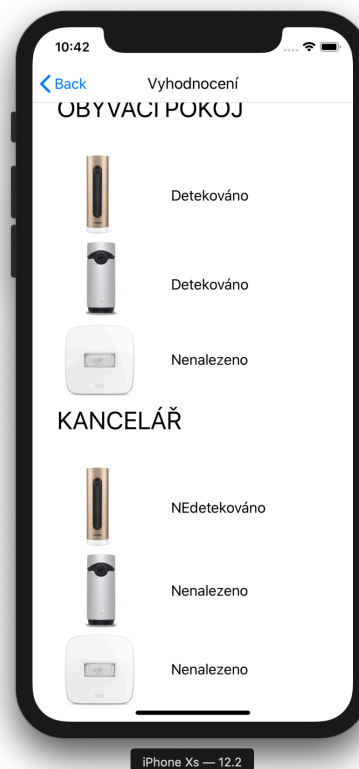 10:42
Back
Vyhodnocení
OBÝVACÍ POKOJ
Detekováno
Detekováno
Nenalezeno
KANCELÁŘ
NEdetekováno
Nenalezeno
Nenalezeno
iPhone Xs — 12.2